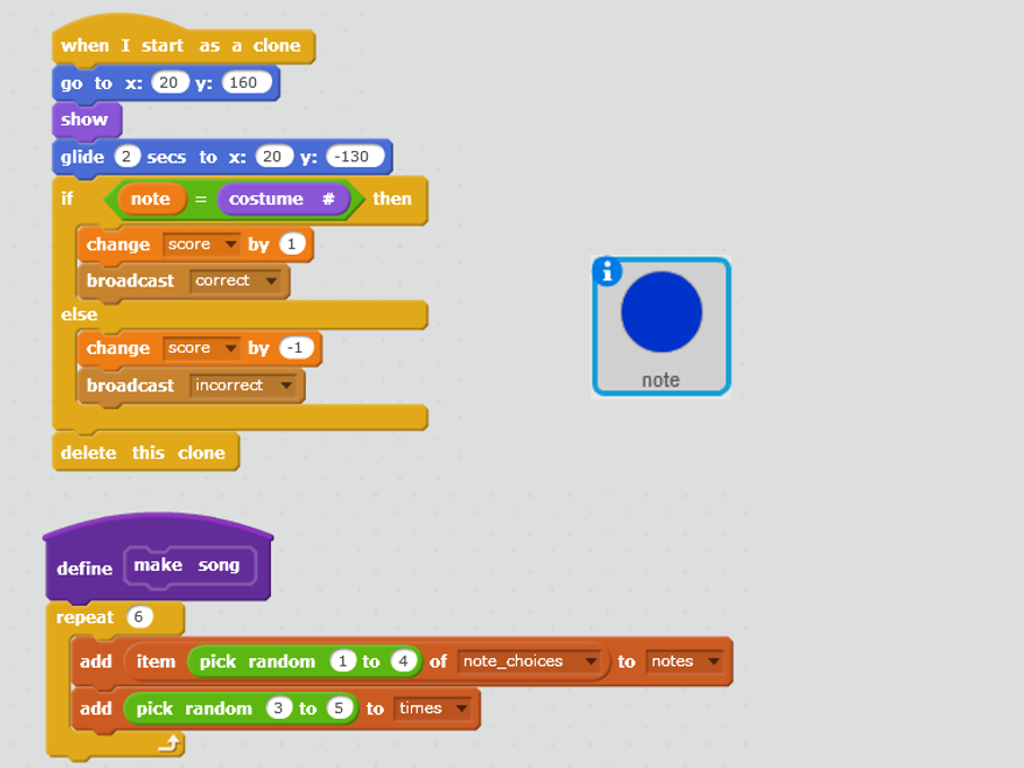 when I start as a clone
go to x: 20 y: 160
show
glide 2 secs to x: 20 y: -130
if note = costume # then
change score by 1
broadcast correct
else
change score by -1
broadcast incorrect
delete this clone
i
note
define make song
repeat 6
add item pick random 1 to 4 of note_choices to notes
add pick random 3 to 5 to times